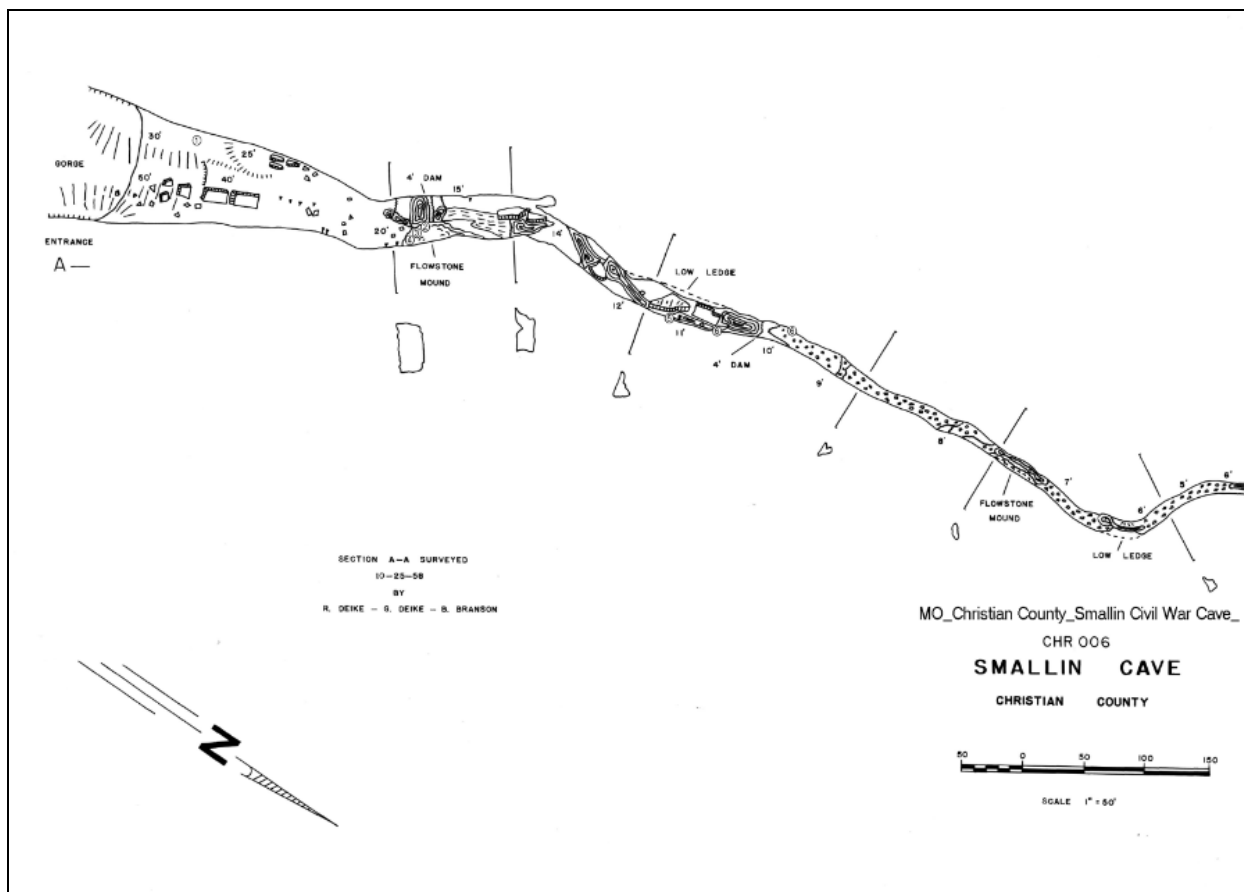 30'
①
25'
GORGE
50'
40'
ENTRANCE
A—
4' DAM
15'
20'
FLOWSTONE
MOUND
14'
LOW LEDGE
12'
11'
4' DAM
10'
9'
8'
FLOWSTONE
MOUND
7'
6'
5'
6'
LOW LEDGE
SECTION A—A SURVEYED
10—25—58
BY
R. DEIKE — G. DEIKE — B. BRANSON
N
MO_Christian County_Smallin Civil War Cave_
CHR 006
SMALLIN CAVE
CHRISTIAN COUNTY
50 0 50 100 150
SCALE 1" = 50'